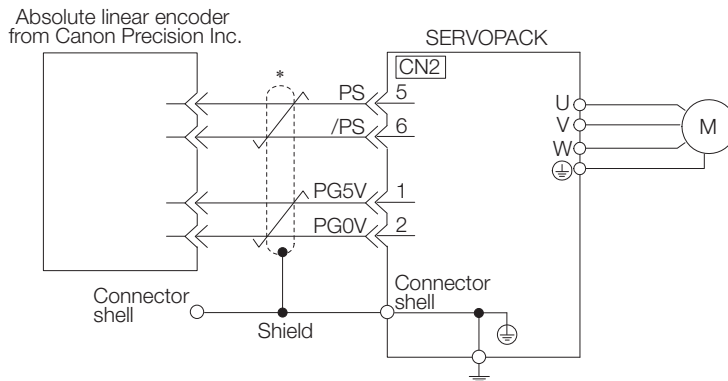 Absolute linear encoder
from Canon Precision Inc.
SERVOPACK
CN2
*
PS 5
/PS 6
PG5V 1
PG0V 2
U
V
W
M
Connector
shell
Shield
Connector
shell